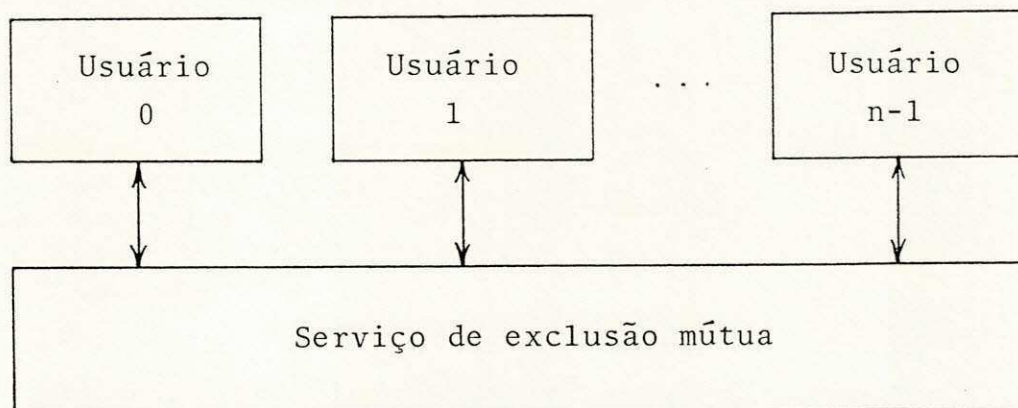 Usuário
0
Usuário
1
...
Usuário
n-1
Serviço de exclusão mútua